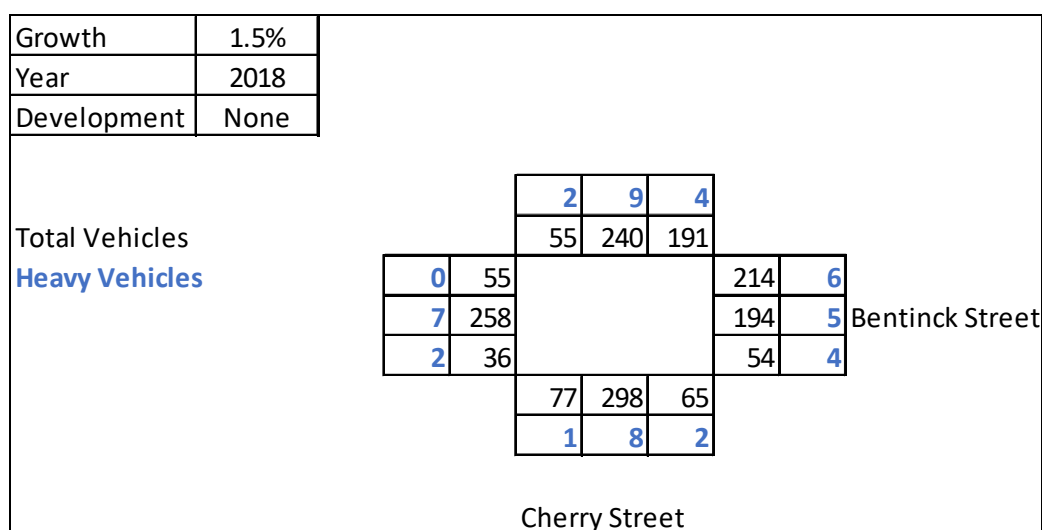 Growth 1.5%
Year 2018
Development None
2 9 4
Total Vehicles 55 240 191
Heavy Vehicles 0 55 214 6
7 258 194 5 Bentinck Street
2 36 54 4
77 298 65
1 8 2
Cherry Street